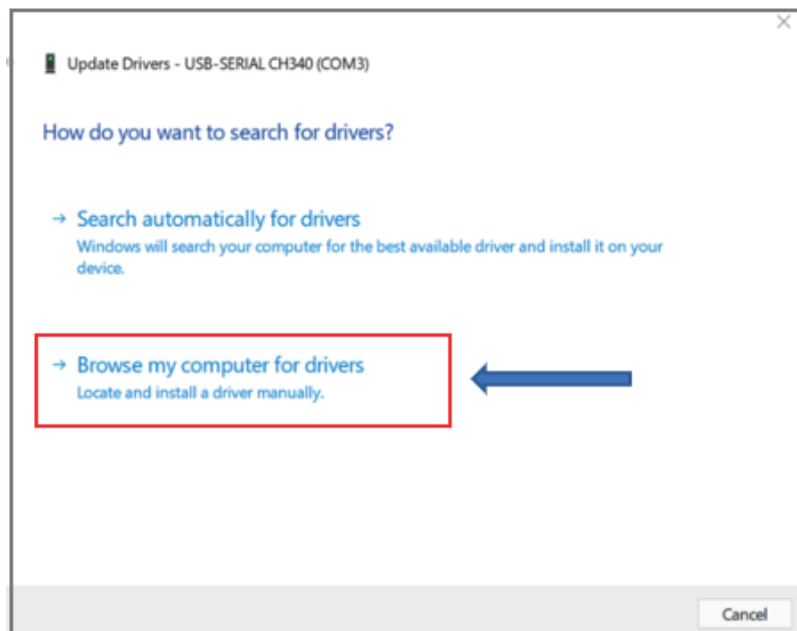 Update Drivers - USB-SERIAL CH340 (COM3)
How do you want to search for drivers?
→ Search automatically for drivers
Windows will search your computer for the best available driver and install it on your
device.
→ Browse my computer for drivers
Locate and install a driver manually.
Cancel